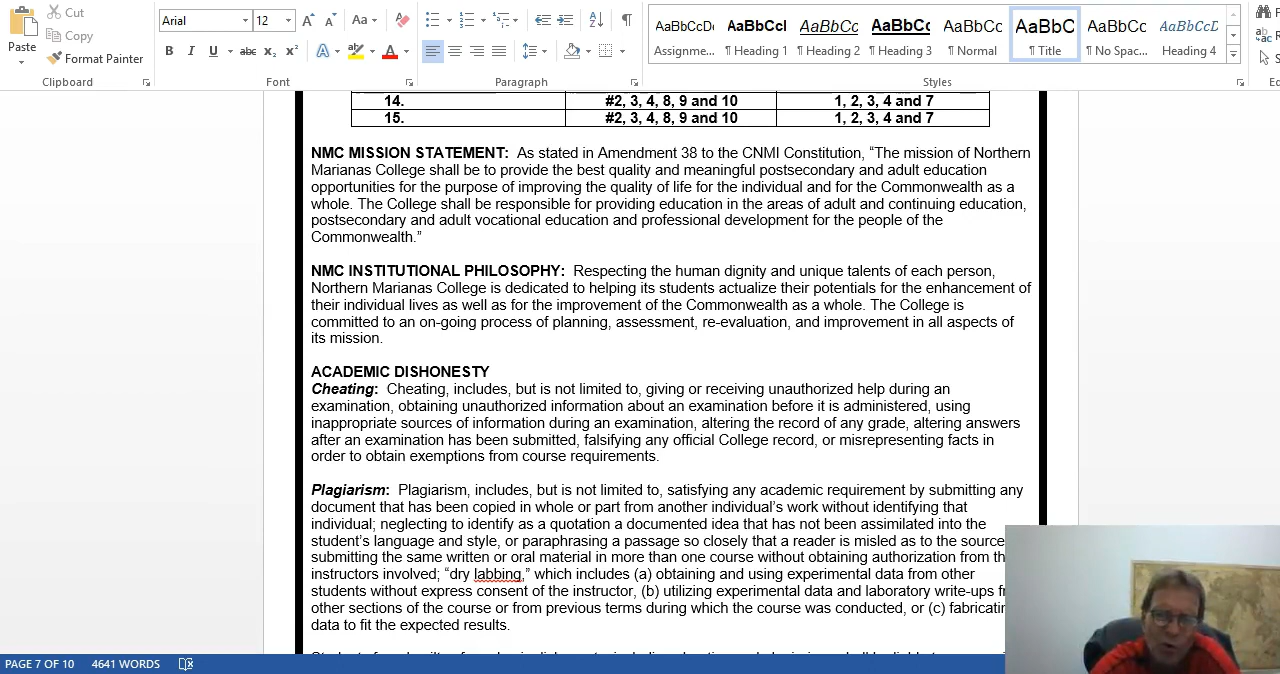 Cut
Copy
Paste
Format Painter
Clipboard
Arial
12
Aa
B I U abc x₂ x²
A
A
Font
Paragraph
AaBbCcDc AaBbCcI AaBbCc AaBbCc AaBbCc AaBbC AaBbCc AaBbCcD
Assignme... ¶ Heading 1 ¶ Heading 2 ¶ Heading 3 ¶ Normal ¶ Title ¶ No Spac... Heading 4
Styles
14. #2, 3, 4, 8, 9 and 10 1, 2, 3, 4 and 7
15. #2, 3, 4, 8, 9 and 10 1, 2, 3, 4 and 7
NMC MISSION STATEMENT: As stated in Amendment 38 to the CNMI Constitution, “The mission of Northern
Marianas College shall be to provide the best quality and meaningful postsecondary and adult education
opportunities for the purpose of improving the quality of life for the individual and for the Commonwealth as a
whole. The College shall be responsible for providing education in the areas of adult and continuing education,
postsecondary and adult vocational education and professional development for the people of the
Commonwealth.”
NMC INSTITUTIONAL PHILOSOPHY: Respecting the human dignity and unique talents of each person,
Northern Marianas College is dedicated to helping its students actualize their potentials for the enhancement of
their individual lives as well as for the improvement of the Commonwealth as a whole. The College is
committed to an on-going process of planning, assessment, re-evaluation, and improvement in all aspects of
its mission.
ACADEMIC DISHONESTY
Cheating: Cheating, includes, but is not limited to, giving or receiving unauthorized help during an
examination, obtaining unauthorized information about an examination before it is administered, using
inappropriate sources of information during an examination, altering the record of any grade, altering answers
after an examination has been submitted, falsifying any official College record, or misrepresenting facts in
order to obtain exemptions from course requirements.
Plagiarism: Plagiarism, includes, but is not limited to, satisfying any academic requirement by submitting any
document that has been copied in whole or part from another individual’s work without identifying that
individual; neglecting to identify as a quotation a documented idea that has not been assimilated into the
student’s language and style, or paraphrasing a passage so closely that a reader is misled as to the source
submitting the same written or oral material in more than one course without obtaining authorization from th
instructors involved; “dry labbing,” which includes (a) obtaining and using experimental data from other
students without express consent of the instructor, (b) utilizing experimental data and laboratory write-ups fr
other sections of the course or from previous terms during which the course was conducted, or (c) fabricatin
data to fit the expected results.
PAGE 7 OF 10 4641 WORDS